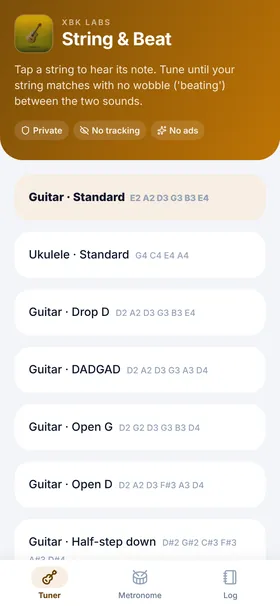 XBK LABS
String & Beat
Tap a string to hear its note. Tune until your
string matches with no wobble ('beating')
between the two sounds.
Private No tracking No ads
Guitar · Standard E2 A2 D3 G3 B3 E4
Ukulele · Standard G4 C4 E4 A4
Guitar · Drop D D2 A2 D3 G3 B3 E4
Guitar · DADGAD D2 A2 D3 G3 A3 D4
Guitar · Open G D2 G2 D3 G3 B3 D4
Guitar · Open D D2 A2 D3 F#3 A3 D4
Guitar · Half-step down D#2 G#2 C#3 F#3
A#3 D#4
Tuner Metronome Log